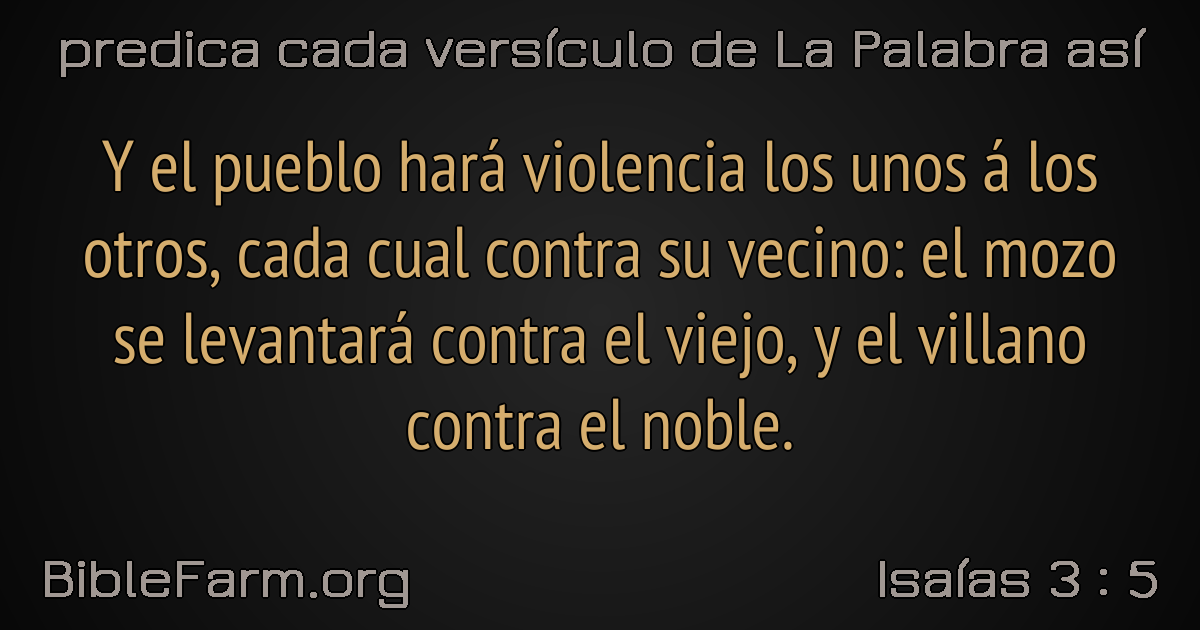 predica cada versículo de La Palabra así
Y el pueblo hará violencia los unos á los
otros, cada cual contra su vecino: el mozo
se levantará contra el viejo, y el villano
contra el noble.
BibleFarm.org
Isaías 3 : 5